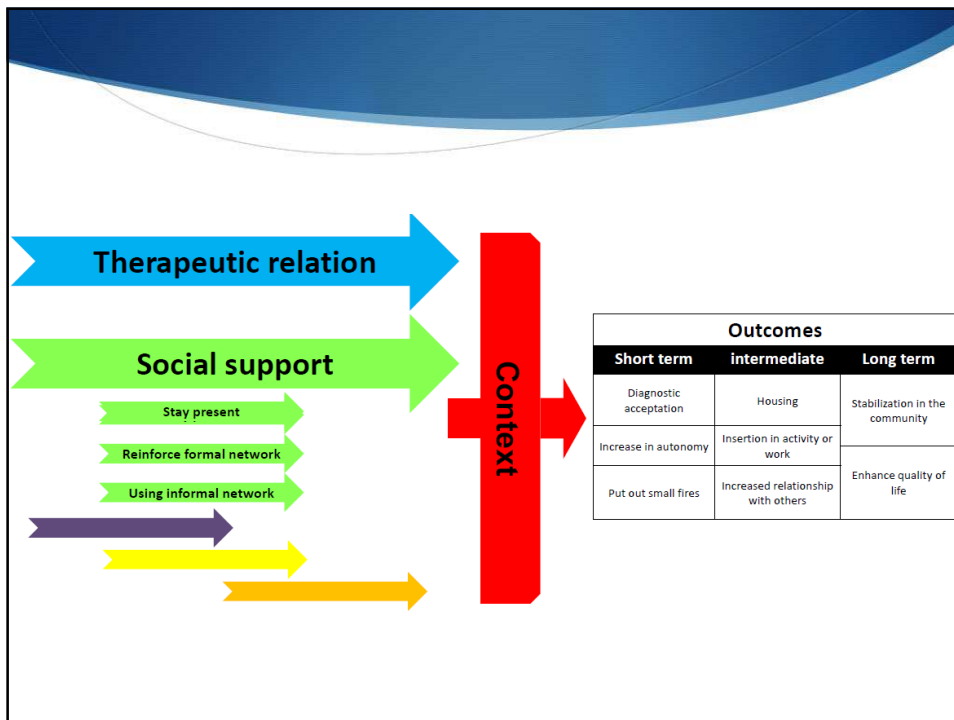 Therapeutic relation
Social support
Stay present
Reinforce formal network
Using informal network
Context
Outcomes
Short term
intermediate
Long term
Diagnostic
acceptation
Housing
Stabilization in the
community
Increase in autonomy
Insertion in activity or
work
Put out small fires
Increased relationship
with others
Enhance quality of
life